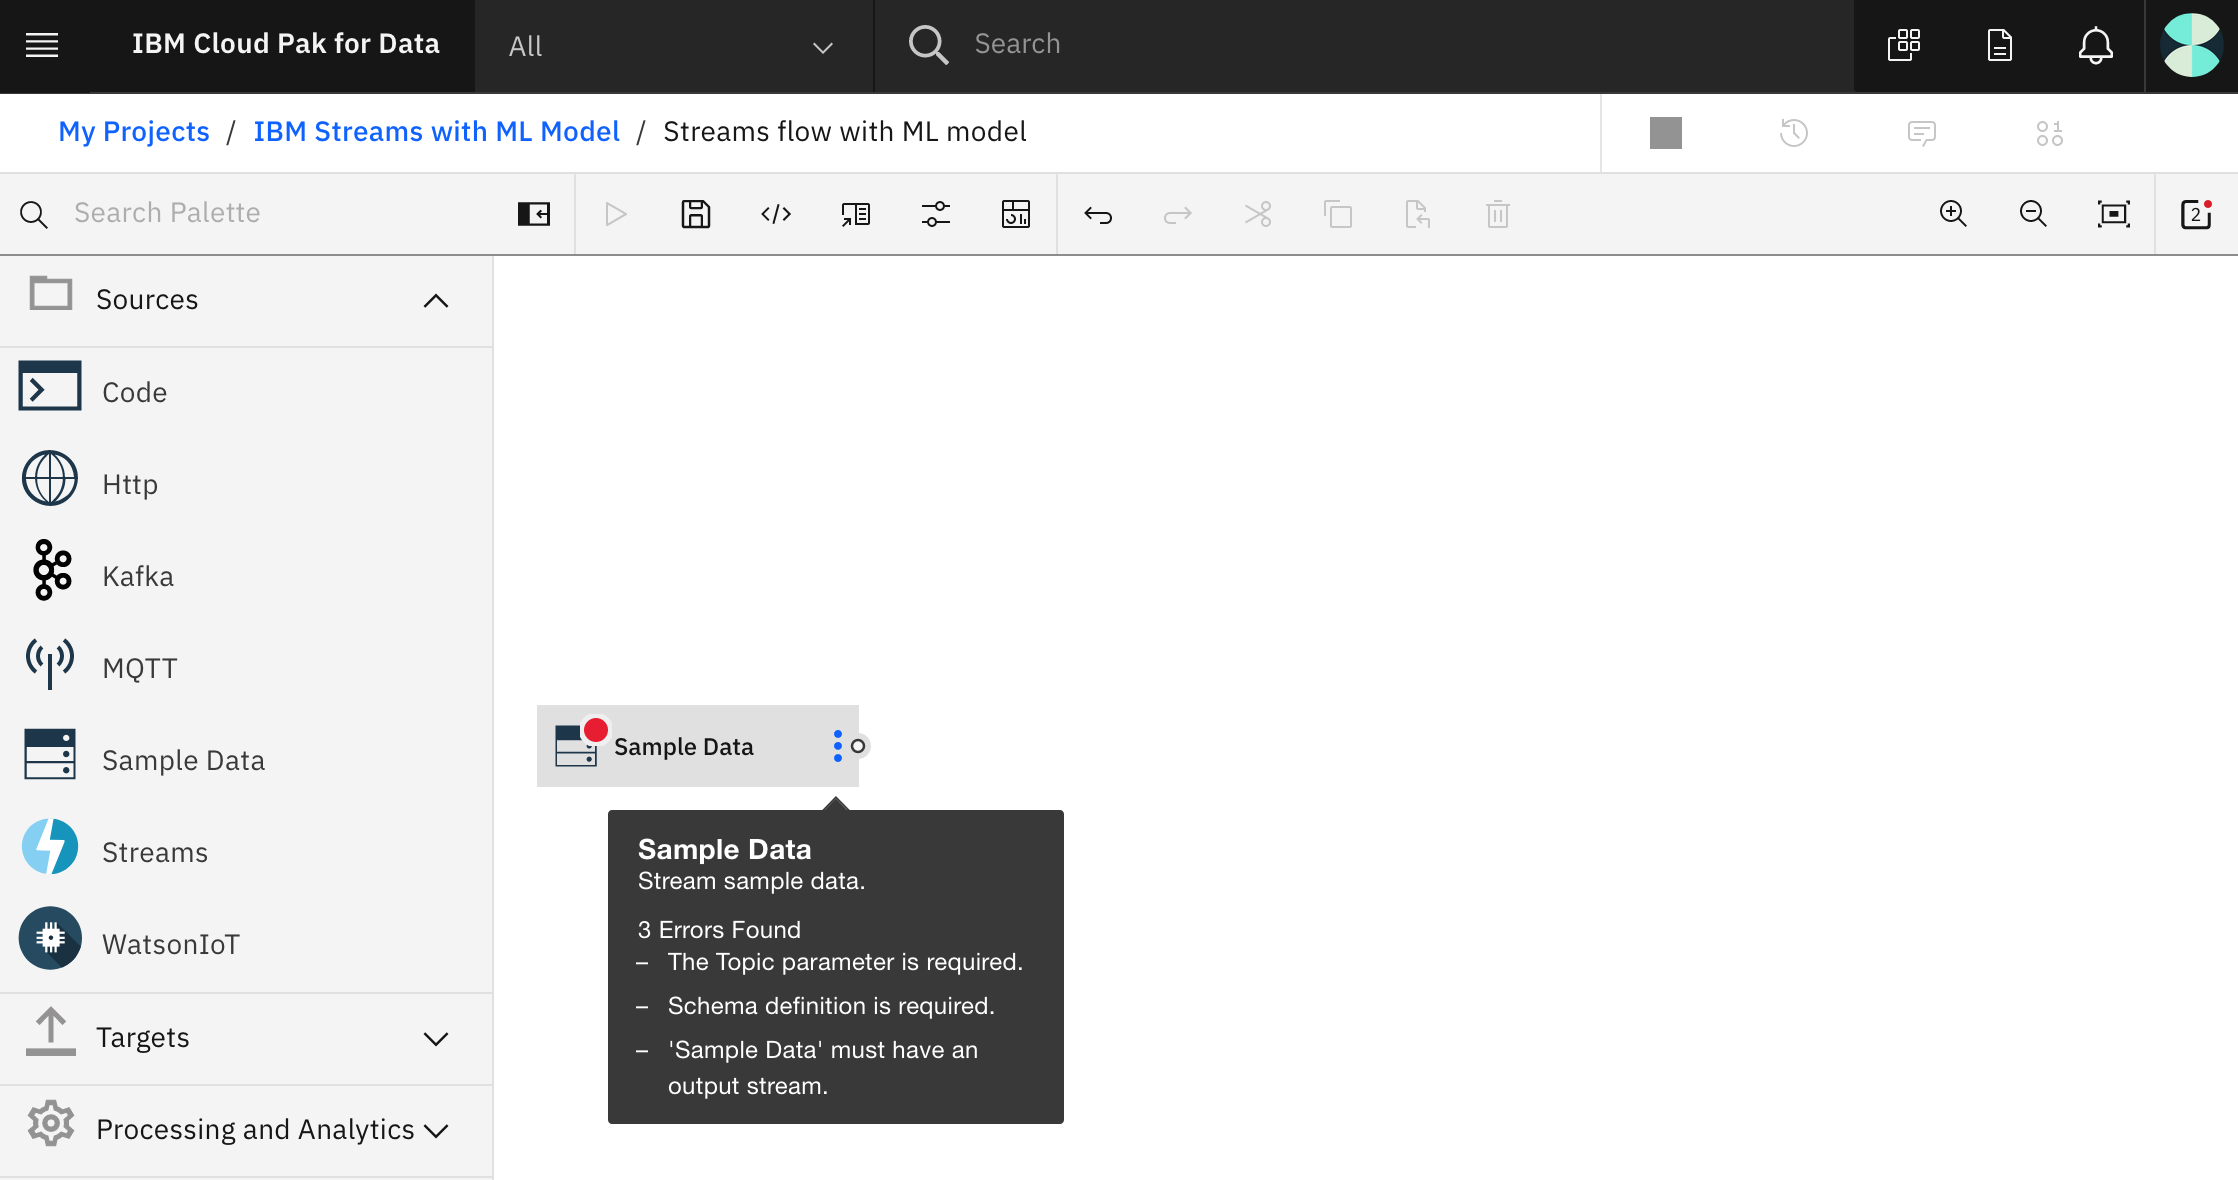 IBM Cloud Pak for Data
All
Search
My Projects / IBM Streams with ML Model / Streams flow with ML model
Search Palette
2
Sources
Code
Http
Kafka
MQTT
Sample Data
Streams
WatsonIoT
Targets
Processing and Analytics
Sample Data
Sample Data
Stream sample data.
3 Errors Found
– The Topic parameter is required.
– Schema definition is required.
– 'Sample Data' must have an
output stream.